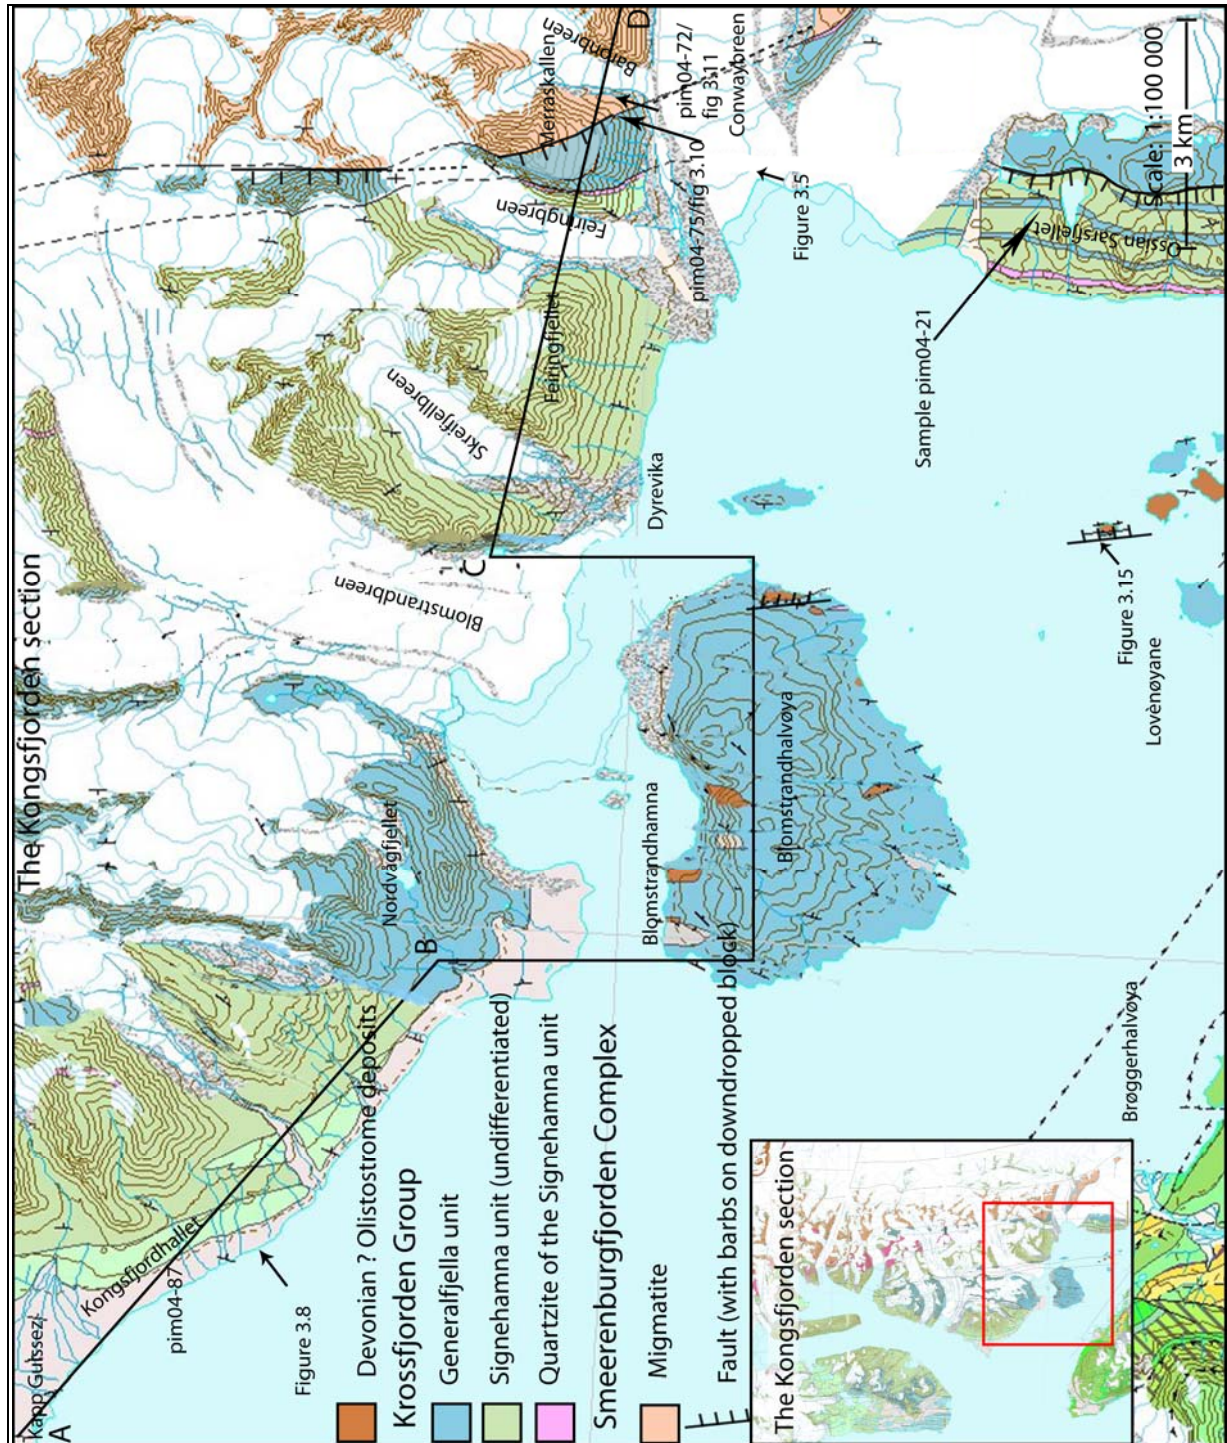 The Kongsfjorden section
A
B
C
D
Kapp Guissez
Kongsfjordhallet
pim04-87
Figure 3.8
Nordvågfjellet
Blomstrandbreen
Skreifjellbreen
Feiringfjellet
Feiringbreen
Merraskallen
Baronbreen
pim04-72/
fig 3.11
Conwaybreen
pim04-75/fig 3.10
Figure 3.5
Dyrevika
Ossian Sarsfjellet
Sample pim04-21
Blomstrandhamna
Blomstrandhalvøya
Figure 3.15
Lovènøyane
Brøggerhalvøya
Scale: 1:100 000
3 km
Devonian ? Olistostrome deposits
Krossfjorden Group
Generalfjella unit
Signehamna unit (undifferentiated)
Quartzite of the Signehamna unit
Smeerenburgfjorden Complex
Migmatite
Fault (with barbs on downdropped block)
The Kongsfjorden section